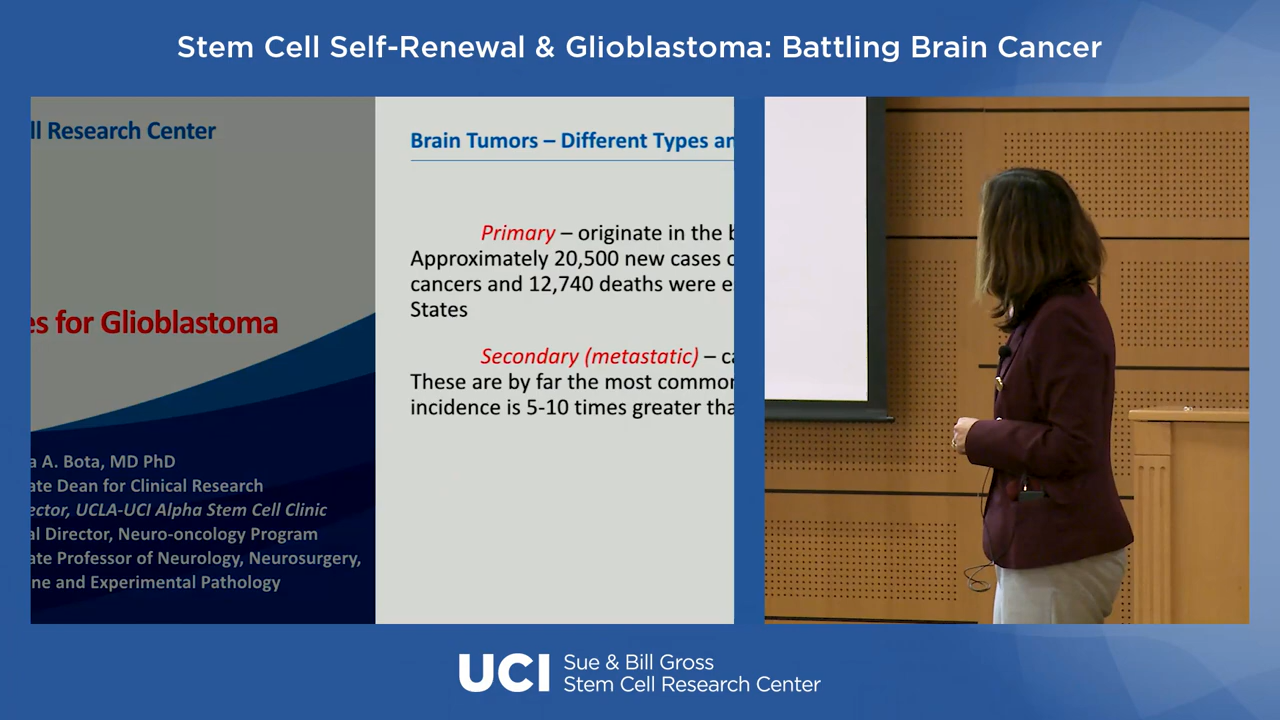 Stem Cell Self-Renewal & Glioblastoma: Battling Brain Cancer
ll Research Center
es for Glioblastoma
a A. Bota, MD PhD
ate Dean for Clinical Research
ector, UCLA-UCI Alpha Stem Cell Clinic
al Director, Neuro-oncology Program
ate Professor of Neurology, Neurosurgery,
ne and Experimental Pathology
Brain Tumors – Different Types an
Primary – originate in the b
Approximately 20,500 new cases o
cancers and 12,740 deaths were e
States
Secondary (metastatic) – ca
These are by far the most common
incidence is 5-10 times greater tha
UCI Sue & Bill Gross
Stem Cell Research Center